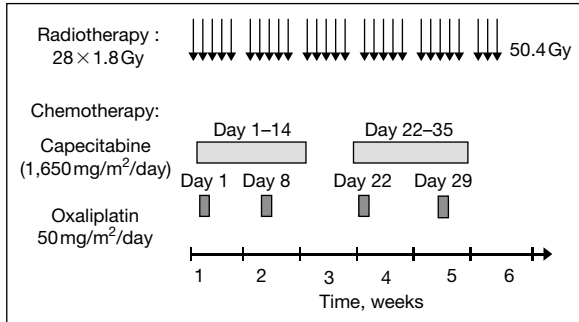 Radiotherapy :
28 × 1.8 Gy
50.4 Gy
Chemotherapy:
Day 1–14
Day 22–35
Capecitabine
(1,650 mg/m²/day)
Day 1
Day 8
Day 22
Day 29
Oxaliplatin
50 mg/m²/day
1 2 3 4 5 6
Time, weeks